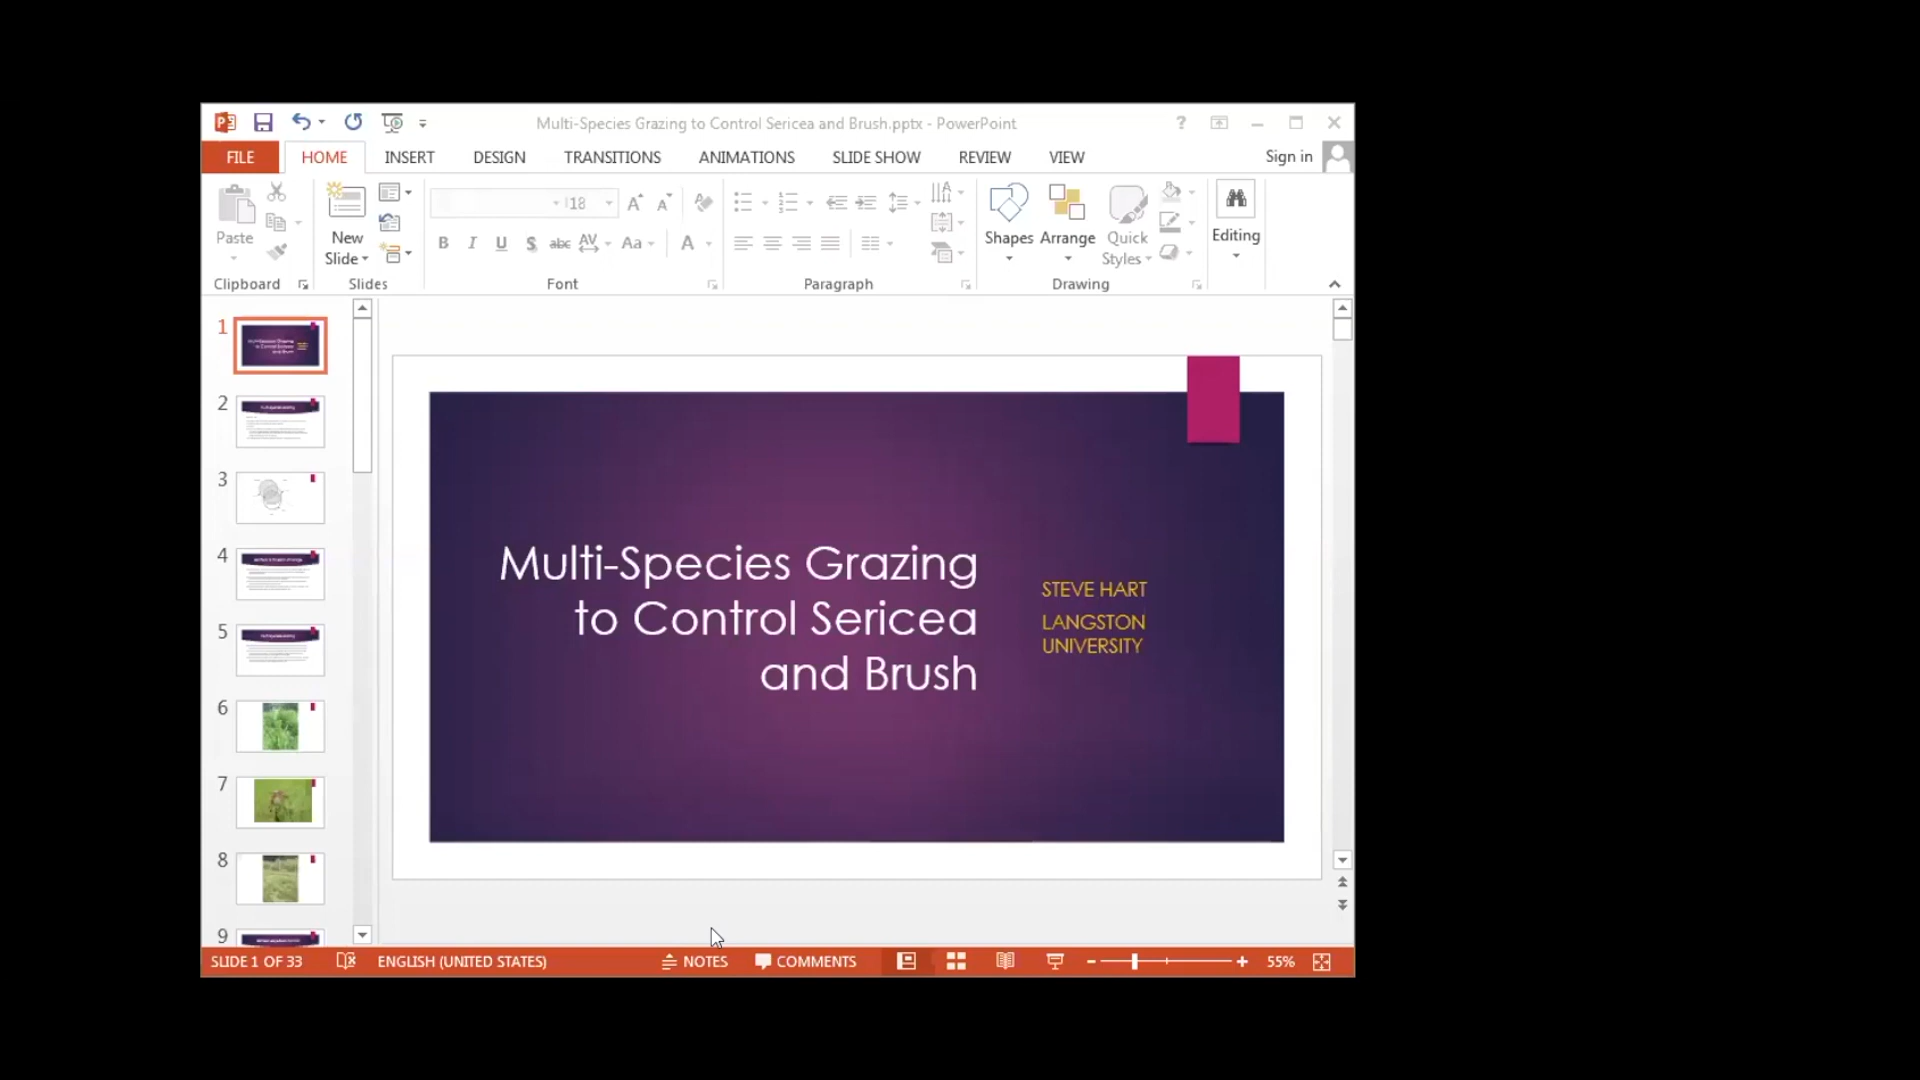 Multi-Species Grazing to Control Sericea and Brush.pptx - PowerPoint
?
FILE HOME INSERT DESIGN TRANSITIONS ANIMATIONS SLIDE SHOW REVIEW VIEW Sign in
18
Paste
New
Slide
B I U S abc AV Aa A
Shapes Arrange Quick
Styles
Editing
Clipboard Slides Font Paragraph Drawing
1
2
3
4
5
6
7
8
9
Multi-Species Grazing
to Control Sericea
and Brush
STEVE HART
LANGSTON
UNIVERSITY
SLIDE 1 OF 33 ENGLISH (UNITED STATES) NOTES COMMENTS 55%